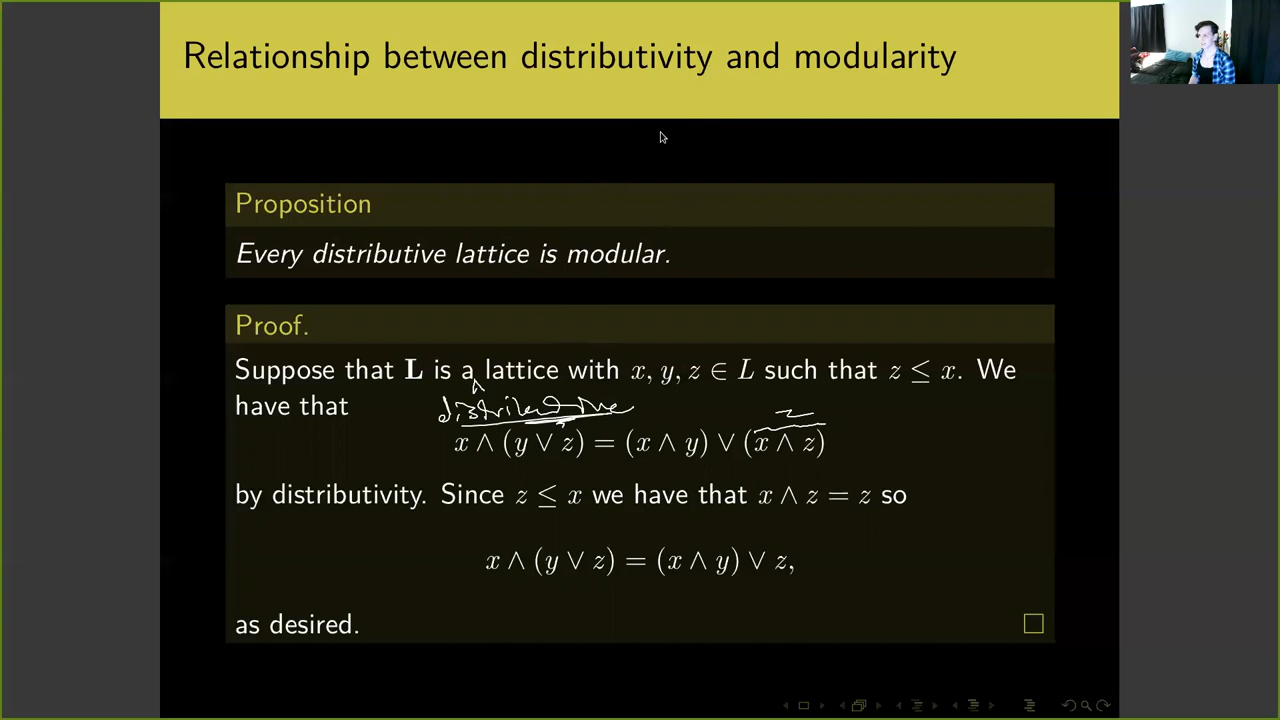 Relationship between distributivity and modularity
Proposition
Every distributive lattice is modular.
Proof.
Suppose that L is a lattice with x, y, z ∈ L such that z ≤ x. We
have that
distributive
z
x ∧ (y ∨ z) = (x ∧ y) ∨ (x ∧ z)
by distributivity. Since z ≤ x we have that x ∧ z = z so
x ∧ (y ∨ z) = (x ∧ y) ∨ z,
as desired.